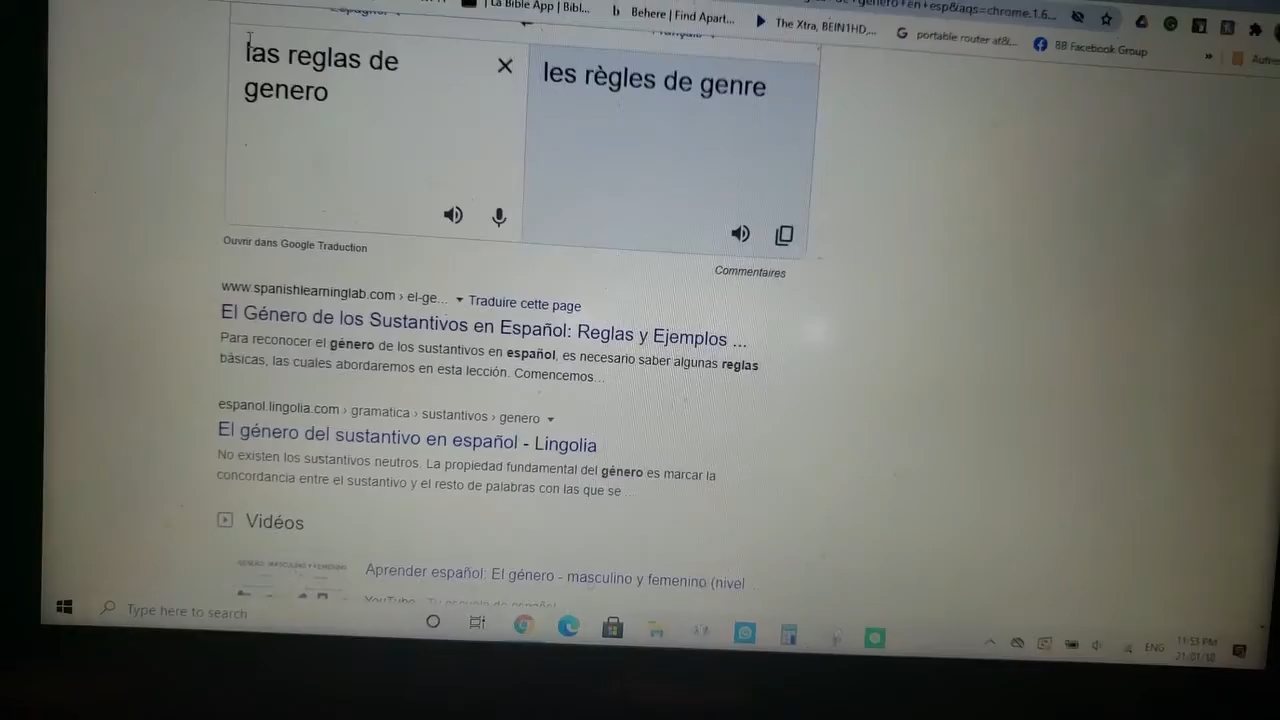 La Bible App | Bibl...
b Behere | Find Apart...
The Xtra, BEIN1HD,...
portable router at&t...
BB Facebook Group
»
las reglas de
genero
les règles de genre
Ouvrir dans Google Traduction
Commentaires
www.spanishlearninglab.com › el-ge... Traduire cette page
El Género de los Sustantivos en Español: Reglas y Ejemplos ...
Para reconocer el género de los sustantivos en español, es necesario saber algunas reglas
básicas, las cuales abordaremos en esta lección. Comencemos...
espanol.lingolia.com › gramatica › sustantivos › genero
El género del sustantivo en español - Lingolia
No existen los sustantivos neutros. La propiedad fundamental del género es marcar la
concordancia entre el sustantivo y el resto de palabras con las que se ...
Vidéos
GÉNERO: MASCULINO Y FEMENINO
Aprender español: El género - masculino y femenino (nivel
Type here to search
ENG
11:53 PM
21/01/18